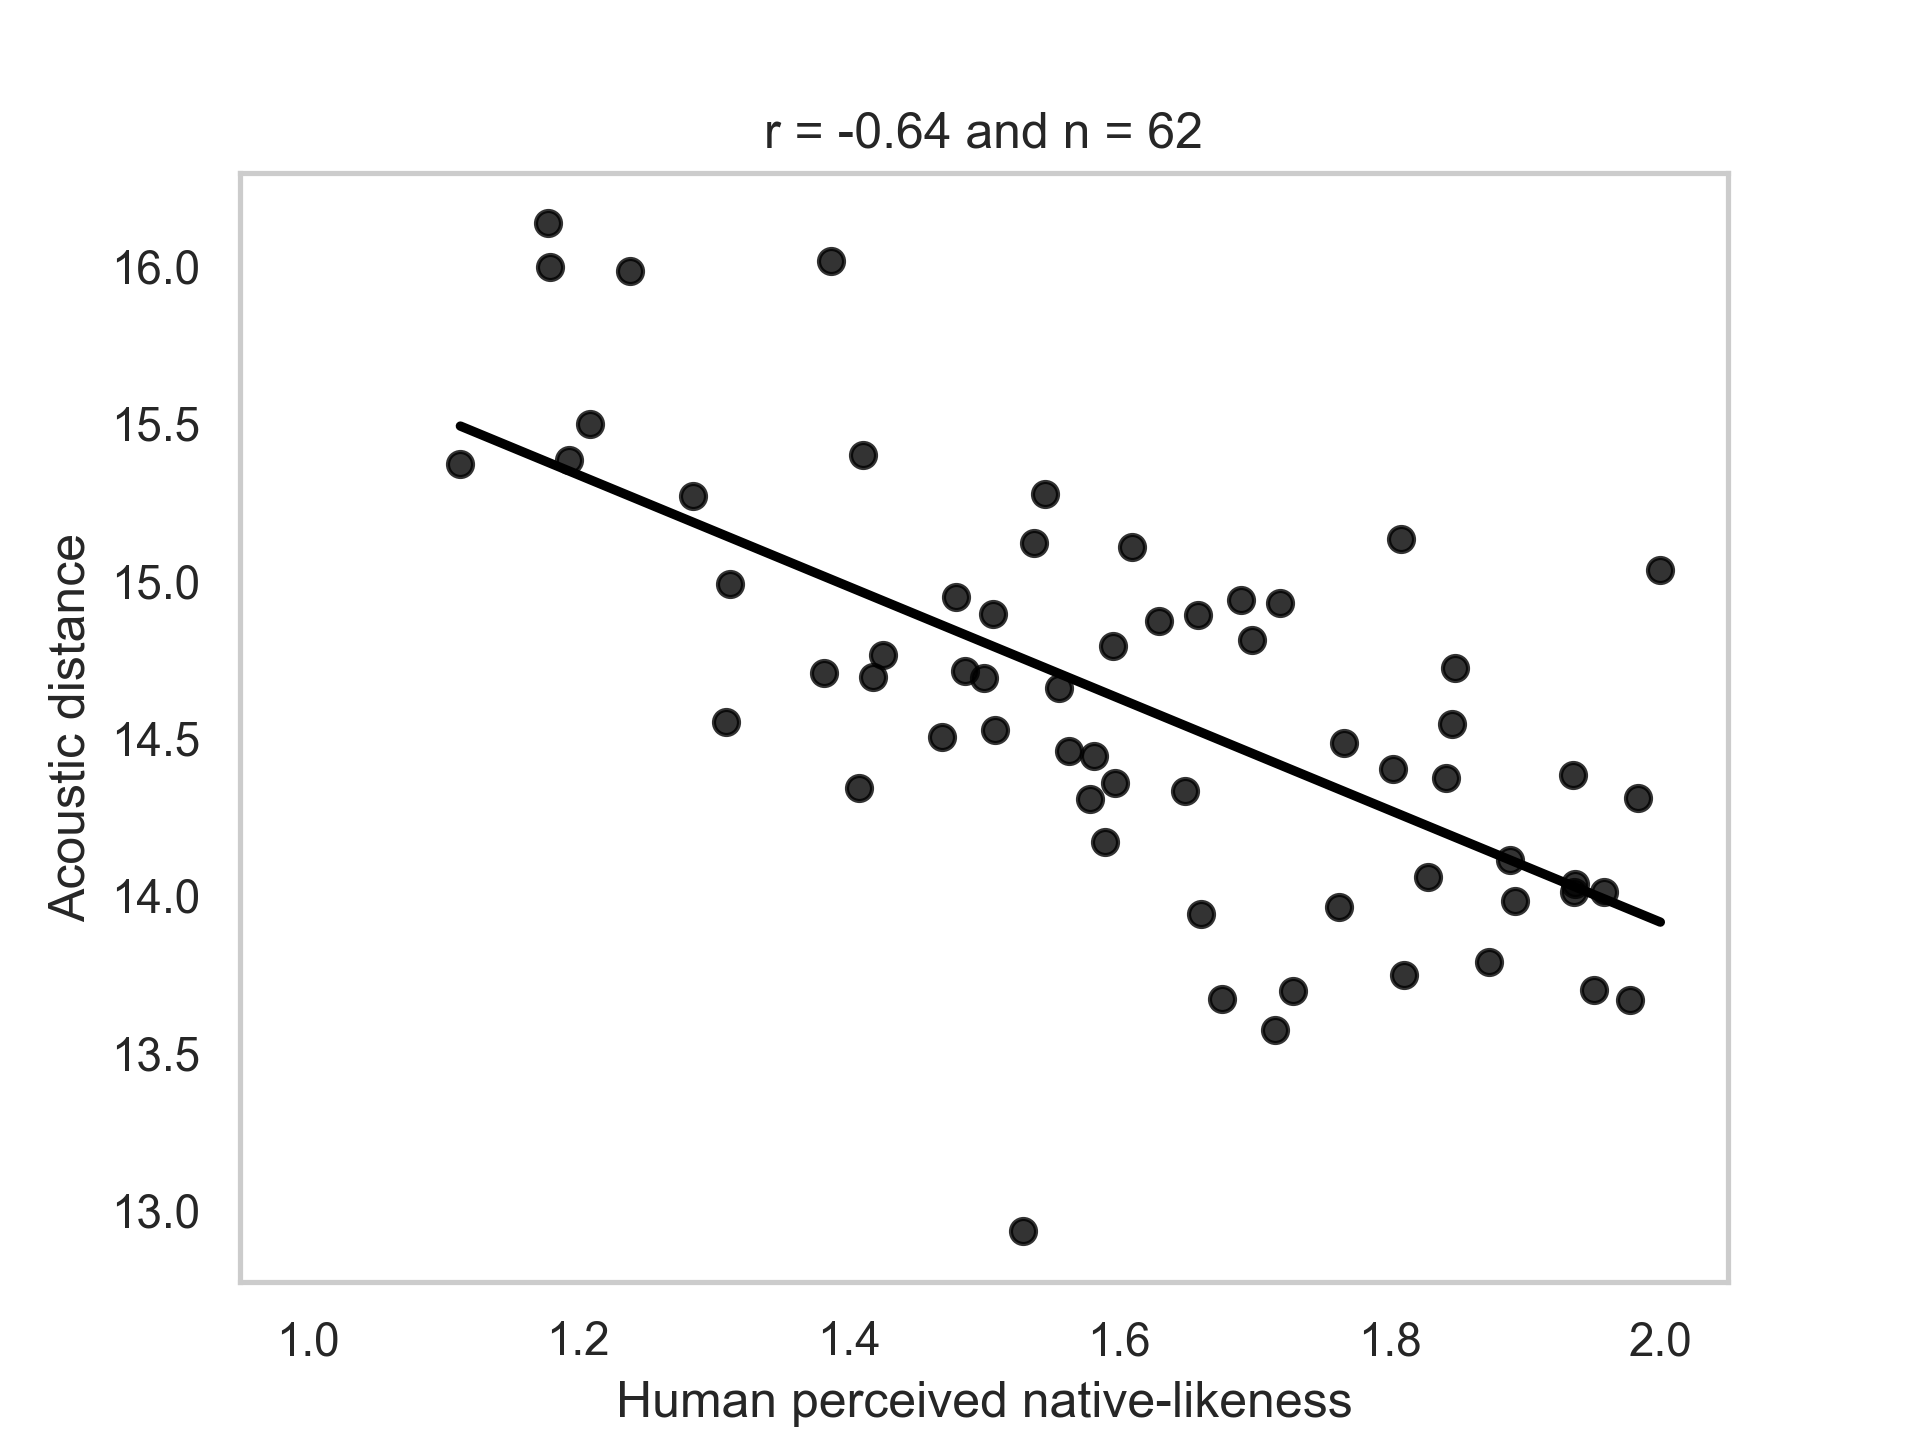 r = -0.64 and n = 62
16.0
15.5
15.0
14.5
14.0
13.5
13.0
Acoustic distance
1.0 1.2 1.4 1.6 1.8 2.0
Human perceived native-likeness